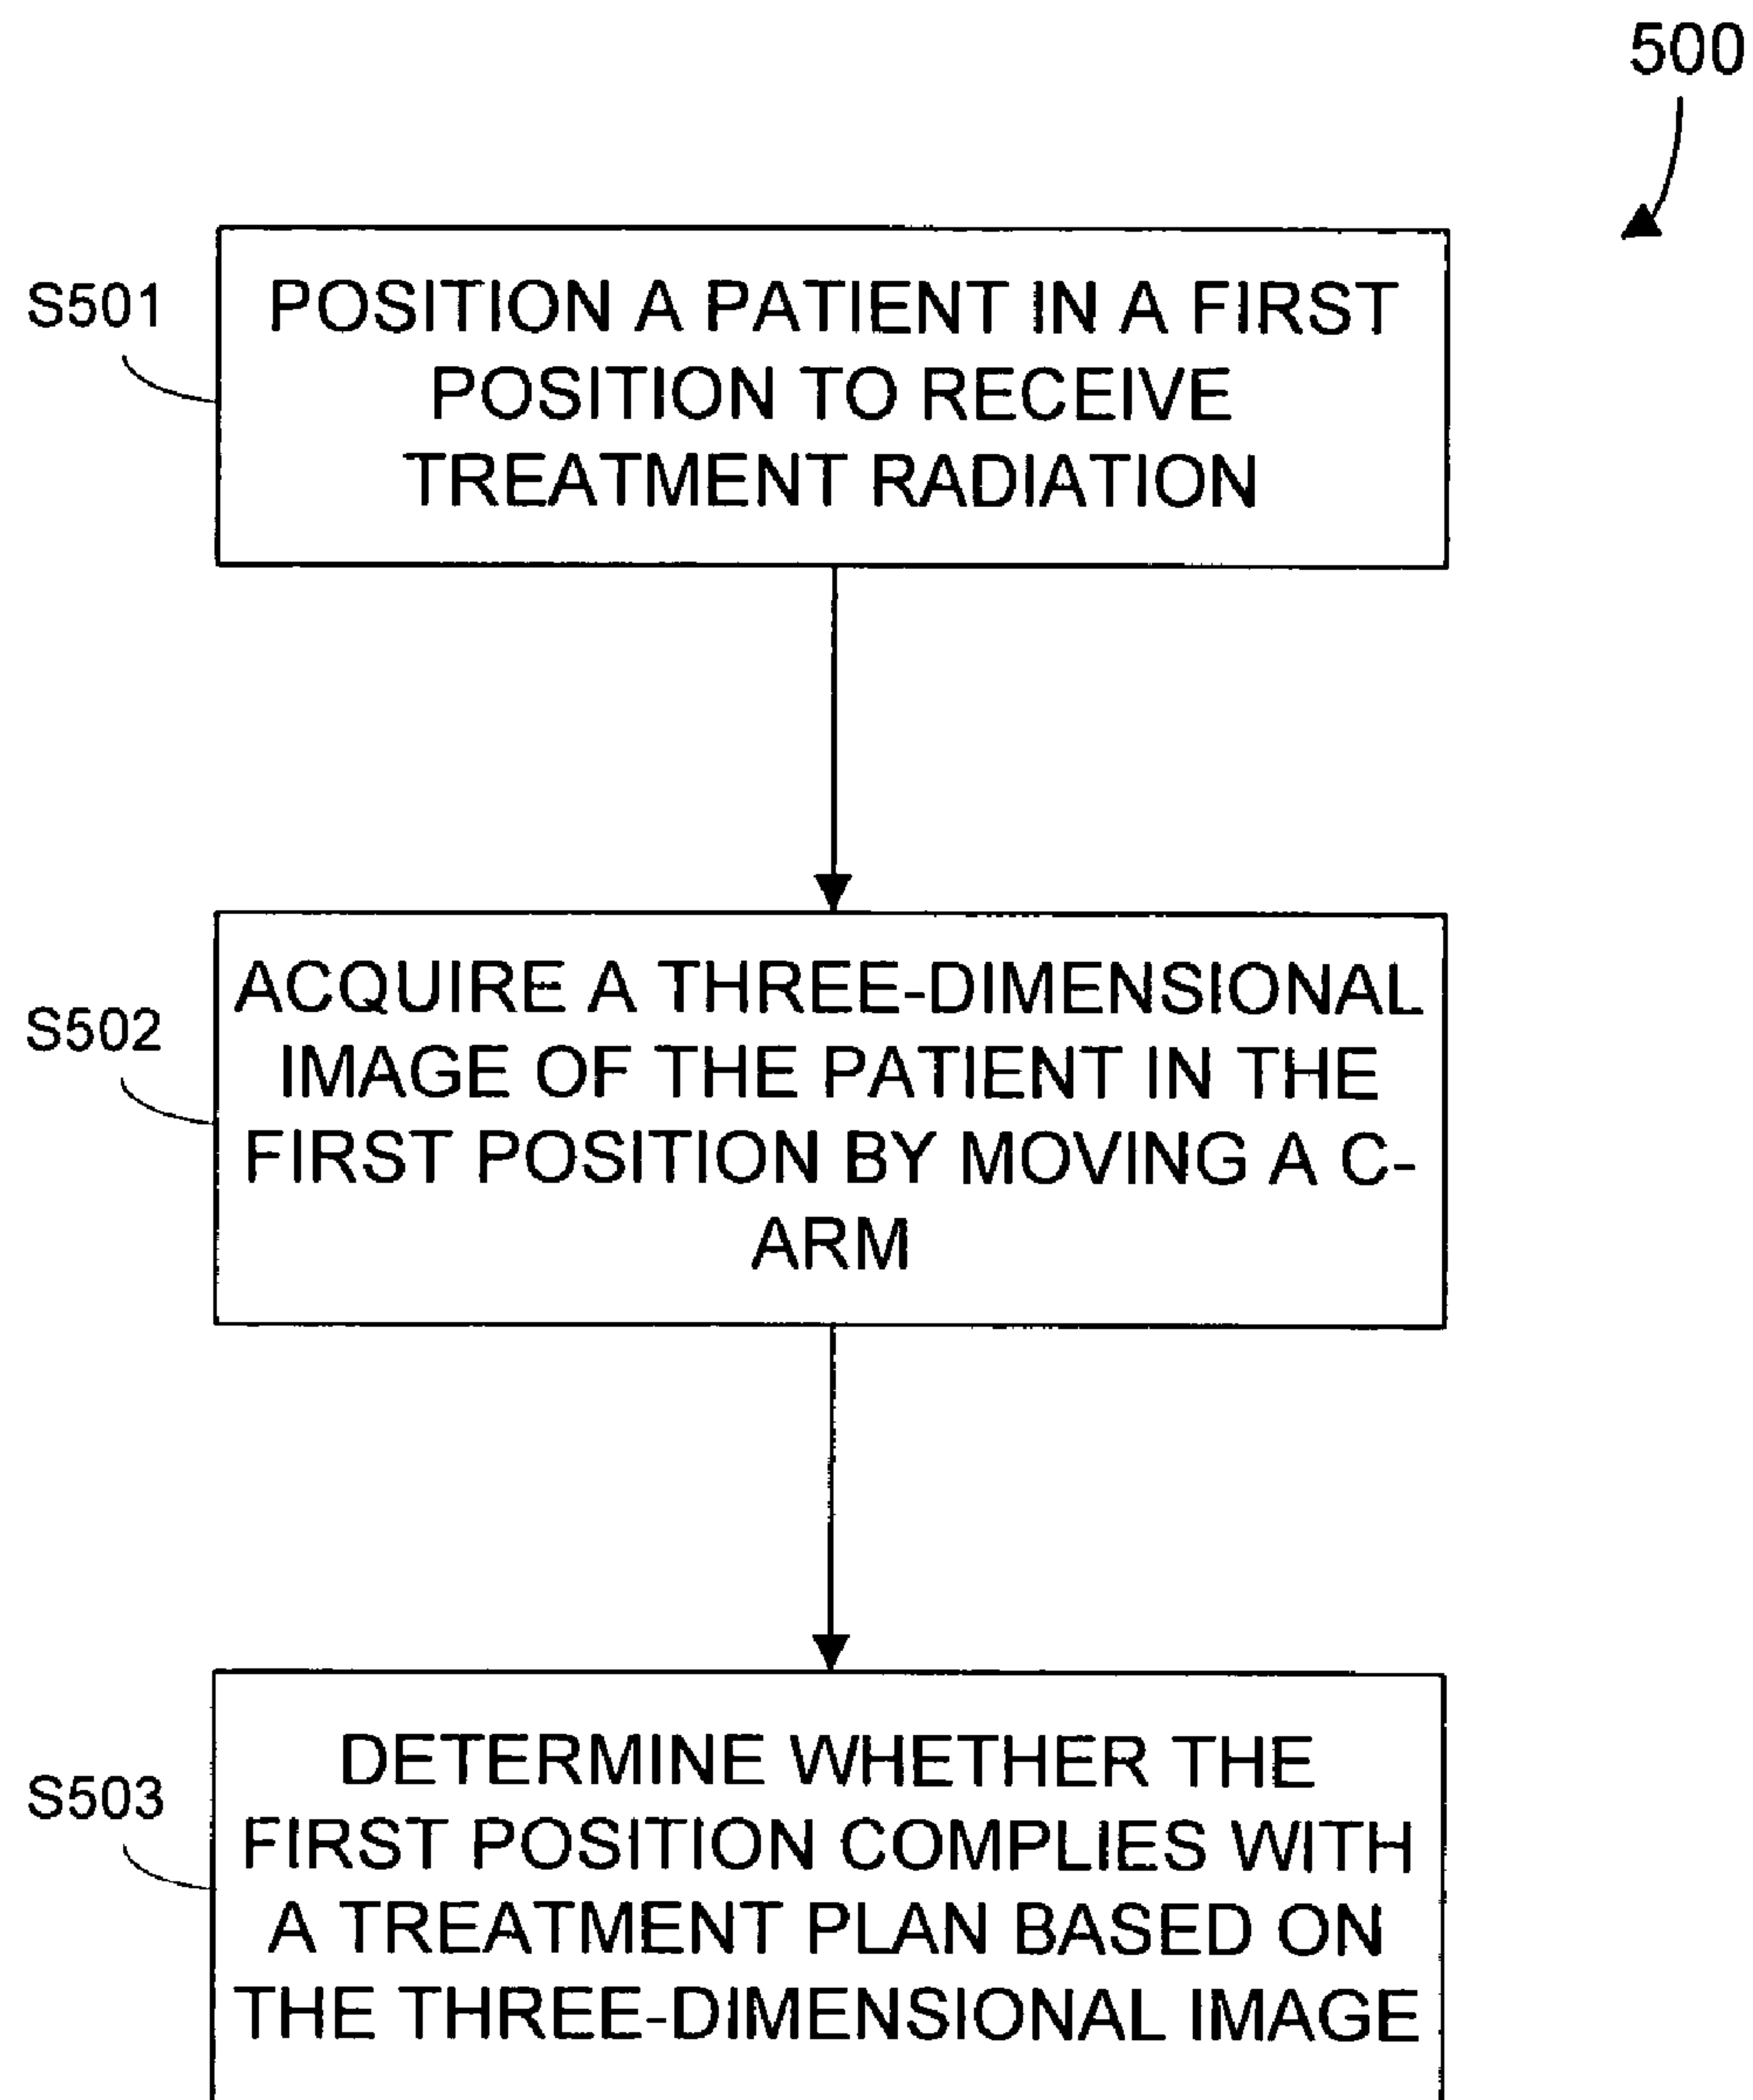 500
S501
POSITION A PATIENT IN A FIRST
POSITION TO RECEIVE
TREATMENT RADIATION
S502
ACQUIRE A THREE-DIMENSIONAL
IMAGE OF THE PATIENT IN THE
FIRST POSITION BY MOVING A C-
ARM
S503
DETERMINE WHETHER THE
FIRST POSITION COMPLIES WITH
A TREATMENT PLAN BASED ON
THE THREE-DIMENSIONAL IMAGE